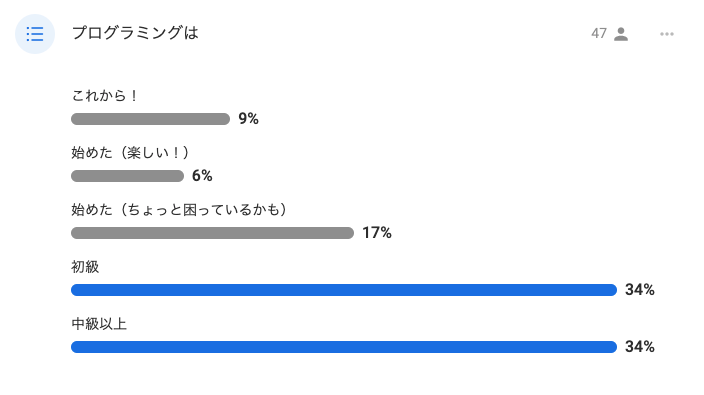 プログラミングは 47
これから！
9%
始めた（楽しい！）
6%
始めた（ちょっと困っているかも）
17%
初級
34%
中級以上
34%